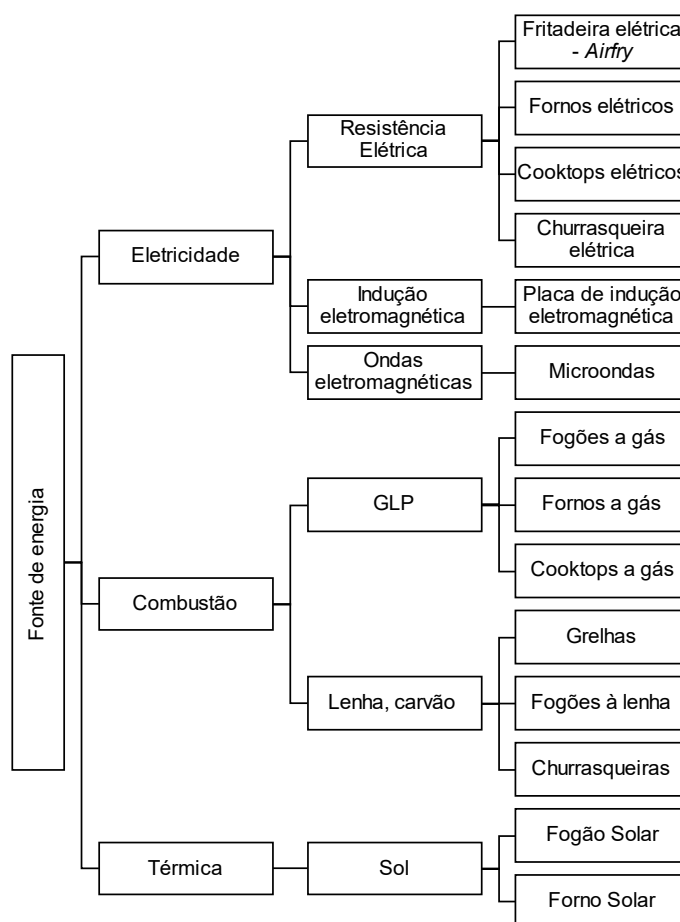 Fonte de energia
Eletricidade
Resistência
Elétrica
Fritadeira elétrica
- Airfry
Fornos elétricos
Cooktops elétricos
Churrasqueira
elétrica
Indução
eletromagnética
Placa de indução
eletromagnética
Ondas
eletromagnéticas
Microondas
Combustão
GLP
Fogões a gás
Fornos a gás
Cooktops a gás
Lenha, carvão
Grelhas
Fogões à lenha
Churrasqueiras
Térmica
Sol
Fogão Solar
Forno Solar